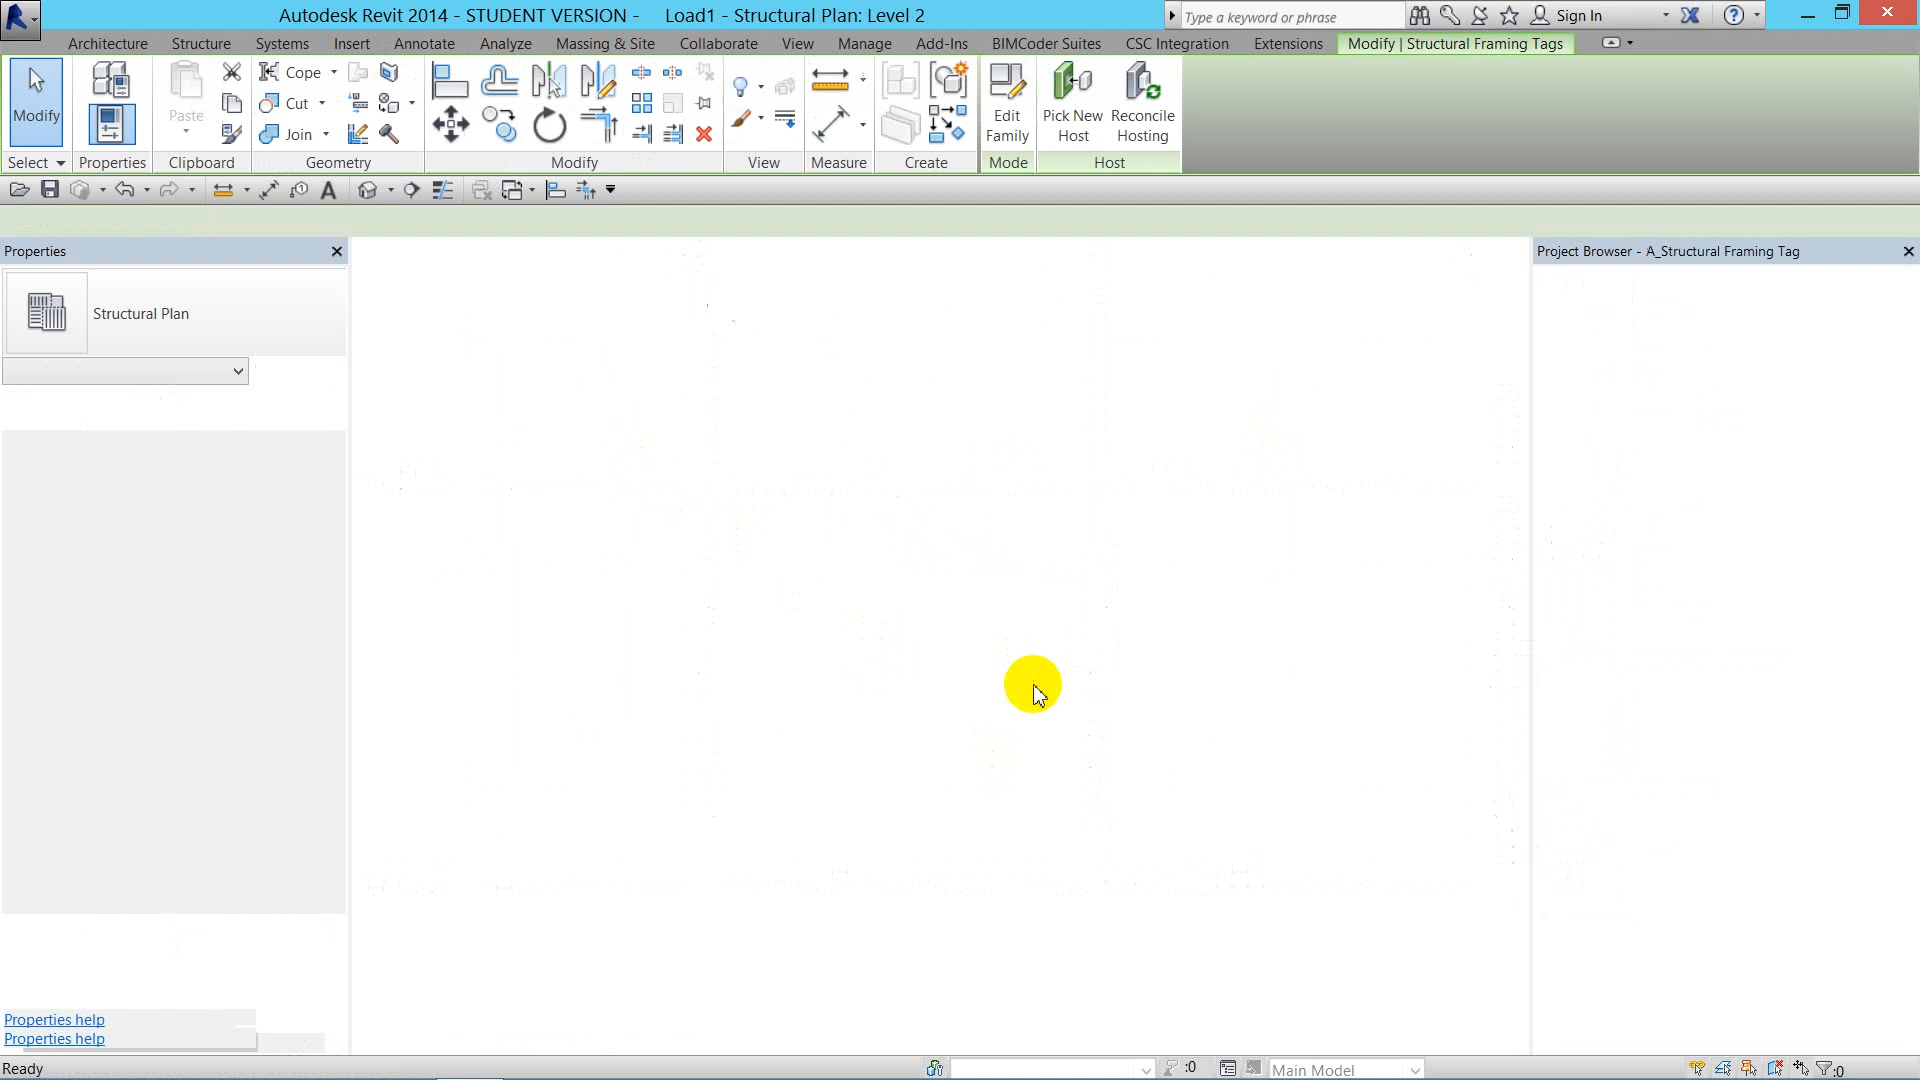 Autodesk Revit 2014 - STUDENT VERSION - Load1 - Structural Plan: Level 2
Type a keyword or phrase
Sign In
Architecture Structure Systems Insert Annotate Analyze Massing & Site Collaborate View Manage Add-Ins BIMCoder Suites CSC Integration Extensions Modify | Structural Framing Tags
Modify
Paste
Cope
Cut
Join
Edit Family
Pick New Host
Reconcile Hosting
Select Properties Clipboard Geometry Modify View Measure Create Mode Host
Properties
Project Browser - A_Structural Framing Tag
Structural Plan
Properties help
Properties help
Ready
:0
Main Model
:0